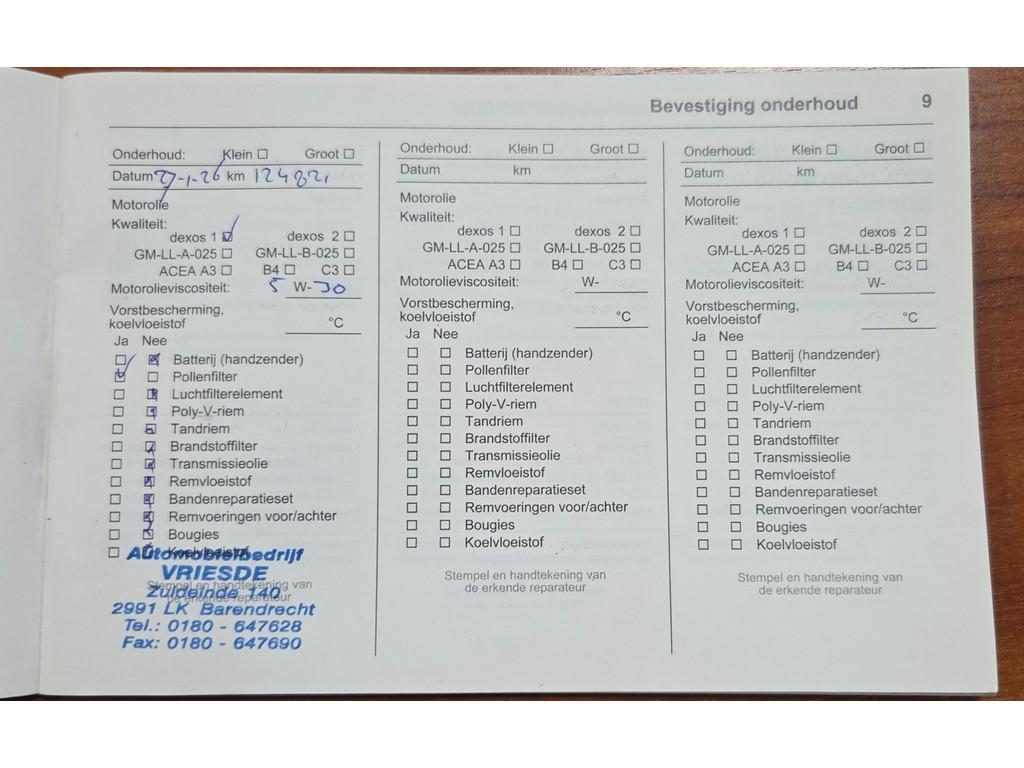 Bevestiging onderhoud 9
Onderhoud: Klein Groot
Datum 27-1-26 km 124821
Motorolie
Kwaliteit:
dexos 1 dexos 2
GM-LL-A-025 GM-LL-B-025
ACEA A3 B4 C3
Motorolieviscositeit: 5 W-30
Vorstbescherming,
koelvloeistof °C
Ja Nee
Batterij (handzender)
Pollenfilter
Luchtfilterelement
Poly-V-riem
Tandriem
Brandstoffilter
Transmissieolie
Remvloeistof
Bandenreparatieset
Remvoeringen voor/achter
Bougies
Koelvloeistof
Automobielbedrijf
VRIESDE
Stempel en handtekening van
Zuideinde 140
de erkende reparateur
2991 LK Barendrecht
Tel.: 0180 - 647628
Fax: 0180 - 647690
Onderhoud: Klein Groot
Datum km
Motorolie
Kwaliteit:
dexos 1 dexos 2
GM-LL-A-025 GM-LL-B-025
ACEA A3 B4 C3
Motorolieviscositeit: W-
Vorstbescherming,
koelvloeistof °C
Ja Nee
Batterij (handzender)
Pollenfilter
Luchtfilterelement
Poly-V-riem
Tandriem
Brandstoffilter
Transmissieolie
Remvloeistof
Bandenreparatieset
Remvoeringen voor/achter
Bougies
Koelvloeistof
Stempel en handtekening van
de erkende reparateur
Onderhoud: Klein Groot
Datum km
Motorolie
Kwaliteit:
dexos 1 dexos 2
GM-LL-A-025 GM-LL-B-025
ACEA A3 B4 C3
Motorolieviscositeit: W-
Vorstbescherming,
koelvloeistof °C
Ja Nee
Batterij (handzender)
Pollenfilter
Luchtfilterelement
Poly-V-riem
Tandriem
Brandstoffilter
Transmissieolie
Remvloeistof
Bandenreparatieset
Remvoeringen voor/achter
Bougies
Koelvloeistof
Stempel en handtekening van
de erkende reparateur